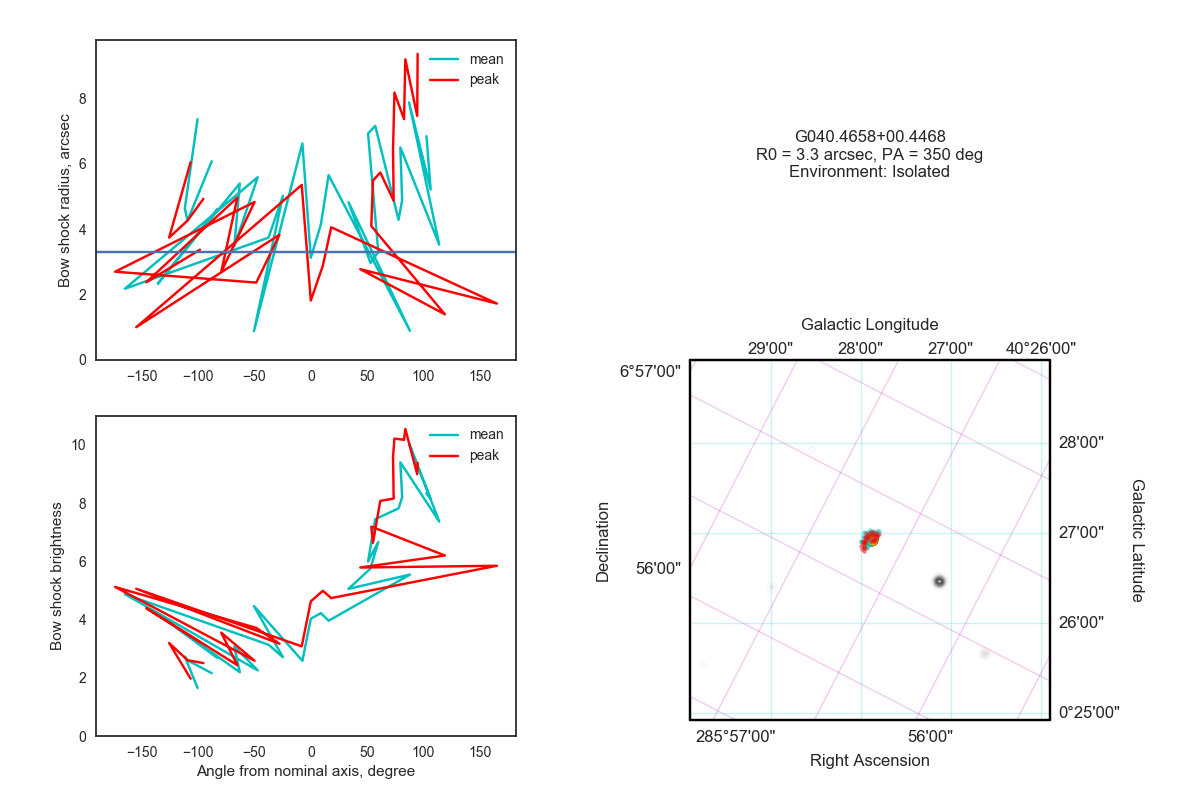 mean
peak
Bow shock radius, arcsec
8
6
4
2
0
−150 −100 −50 0 50 100 150
mean
peak
Bow shock brightness
10
8
6
4
2
0
−150 −100 −50 0 50 100 150
Angle from nominal axis, degree
G040.4658+00.4468
R0 = 3.3 arcsec, PA = 350 deg
Environment: Isolated
Galactic Longitude
29'00" 28'00" 27'00" 40°26'00"
6°57'00"
56'00"
Declination
28'00"
27'00"
26'00"
0°25'00"
Galactic Latitude
285°57'00" 56'00"
Right Ascension